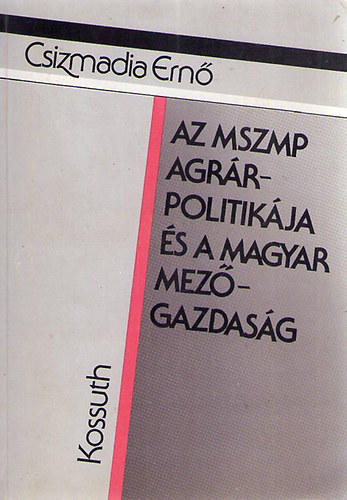 Csizmadia Ernő
AZ MSZMP
AGRÁR-
POLITIKÁJA
ÉS A MAGYAR
MEZŐ-
GAZDASÁG
Kossuth